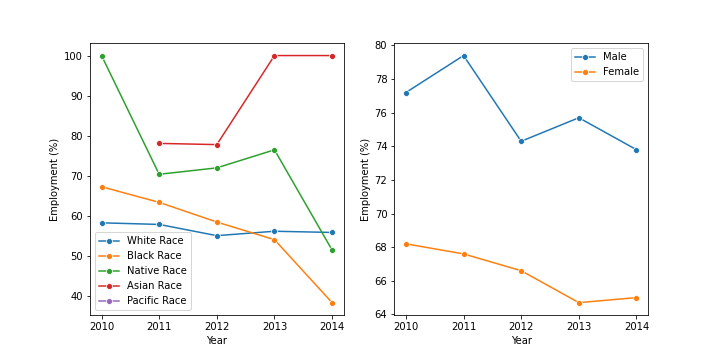 100
90
80
70
60
50
40
Employment (%)
White Race
Black Race
Native Race
Asian Race
Pacific Race
2010 2011 2012 2013 2014
Year
80
78
76
74
72
70
68
66
64
Employment (%)
Male
Female
2010 2011 2012 2013 2014
Year